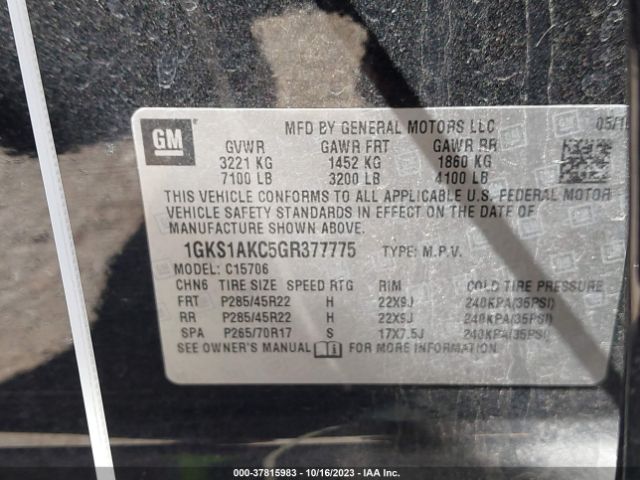 GM
MFD BY GENERAL MOTORS LLC 05/1
GVWR GAWR FRT GAWR RR
3221 KG 1452 KG 1860 KG
7100 LB 3200 LB 4100 LB
THIS VEHICLE CONFORMS TO ALL APPLICABLE U.S. FEDERAL MOTOR
VEHICLE SAFETY STANDARDS IN EFFECT ON THE DATE OF
MANUFACTURE SHOWN ABOVE.
1GKS1AKC5GR377775 TYPE: M.P.V.
MODEL: C15706
CHN6 TIRE SIZE SPEED RTG RIM COLD TIRE PRESSURE
FRT P285/45R22 H 22X9J 240KPA(35PSI)
RR P285/45R22 H 22X9J 240KPA(35PSI)
SPA P265/70R17 S 17X7.5J 240KPA(35PSI)
SEE OWNER'S MANUAL FOR MORE INFORMATION
000-37815983 - 10/16/2023 - IAA Inc.